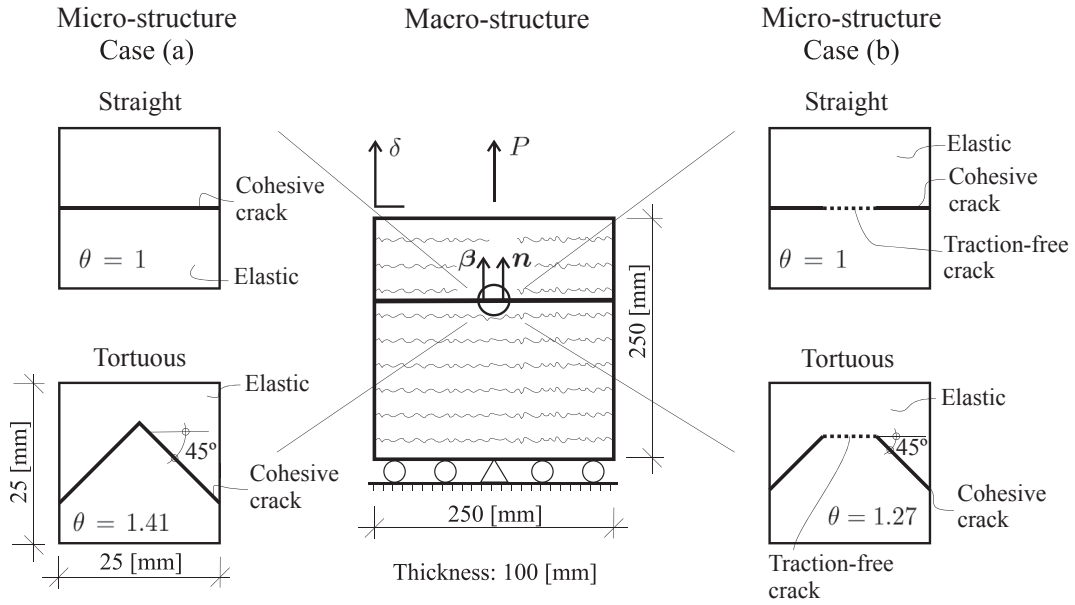 Micro-structure
Case (a)
Straight
Cohesive
crack
θ = 1
Elastic
Tortuous
Elastic
45º
Cohesive
crack
θ = 1.41
25 [mm]
25 [mm]
Macro-structure
δ
P
β n
250 [mm]
250 [mm]
Thickness: 100 [mm]
Micro-structure
Case (b)
Straight
Elastic
Cohesive
crack
Traction-free
crack
θ = 1
Tortuous
Elastic
45º
Cohesive
crack
θ = 1.27
Traction-free
crack